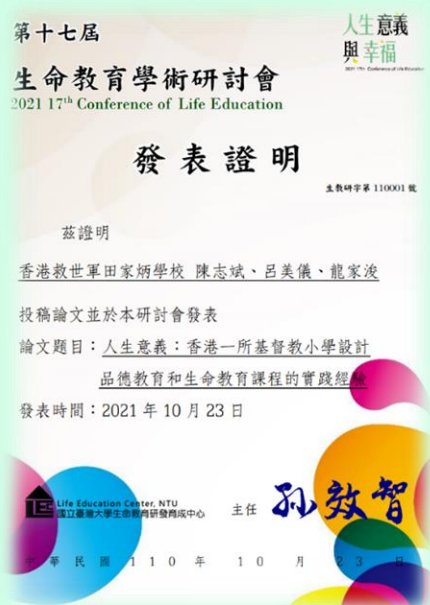 第十七屆
人生意義
與幸福
2021 17th Conference of Life Education
生命教育學術研討會
2021 17th Conference of Life Education
發表證明
生教研字第 110001 號
茲證明
香港救世軍田家炳學校 陳志斌、呂美儀、龍家浚
投稿論文並於本研討會發表
論文題目：人生意義：香港一所基督教小學設計
品德教育和生命教育課程的實踐經驗
發表時間：2021 年 10 月 23 日
Life Education Center, NTU
國立臺灣大學生命教育研發育成中心
主任 孫效智
中華民國 110 年 10 月 23 日